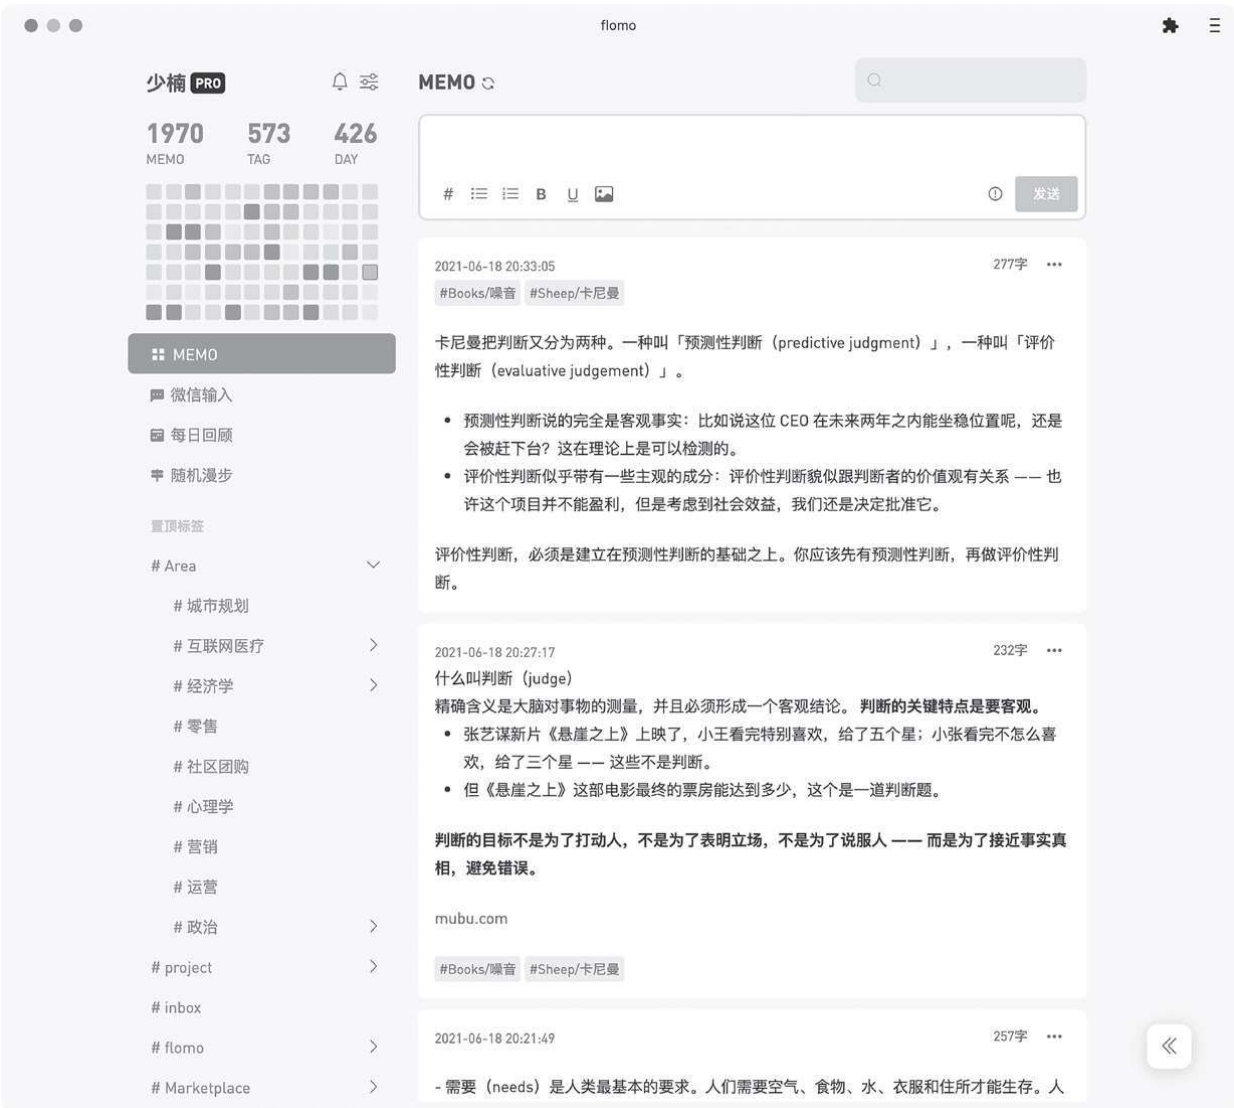 flomo
少楠 PRO
1970 573 426
MEMO TAG DAY
MEMO
微信输入
每日回顾
随机漫步
置顶标签
# Area
# 城市规划
# 互联网医疗
# 经济学
# 零售
# 社区团购
# 心理学
# 营销
# 运营
# 政治
# project
# inbox
# flomo
# Marketplace
MEMO
# B U
发送
2021-06-18 20:33:05 277字 •••
#Books/噪音 #Sheep/卡尼曼
卡尼曼把判断又分为两种。一种叫「预测性判断（predictive judgment）」，一种叫「评价
性判断（evaluative judgement）」。
• 预测性判断说的完全是客观事实：比如说这位 CEO 在未来两年之内能坐稳位置呢，还是
会被赶下台？这在理论上是可以检测的。
• 评价性判断似乎带有一些主观的成分：评价性判断貌似跟判断者的价值观有关系 —— 也
许这个项目并不能盈利，但是考虑到社会效益，我们还是决定批准它。
评价性判断，必须是建立在预测性判断的基础之上。你应该先有预测性判断，再做评价性判
断。
2021-06-18 20:27:17 232字 •••
什么叫判断（judge）
精确含义是大脑对事物的测量，并且必须形成一个客观结论。 判断的关键特点是要客观。
• 张艺谋新片《悬崖之上》上映了，小王看完特别喜欢，给了五个星；小张看完不怎么喜
欢，给了三个星 —— 这些不是判断。
• 但《悬崖之上》这部电影最终的票房能达到多少，这个是一道判断题。
判断的目标不是为了打动人，不是为了表明立场，不是为了说服人 —— 而是为了接近事实真
相，避免错误。
mubu.com
#Books/噪音 #Sheep/卡尼曼
2021-06-18 20:21:49 257字 •••
- 需要（needs）是人类最基本的要求。人们需要空气、食物、水、衣服和住所才能生存。人